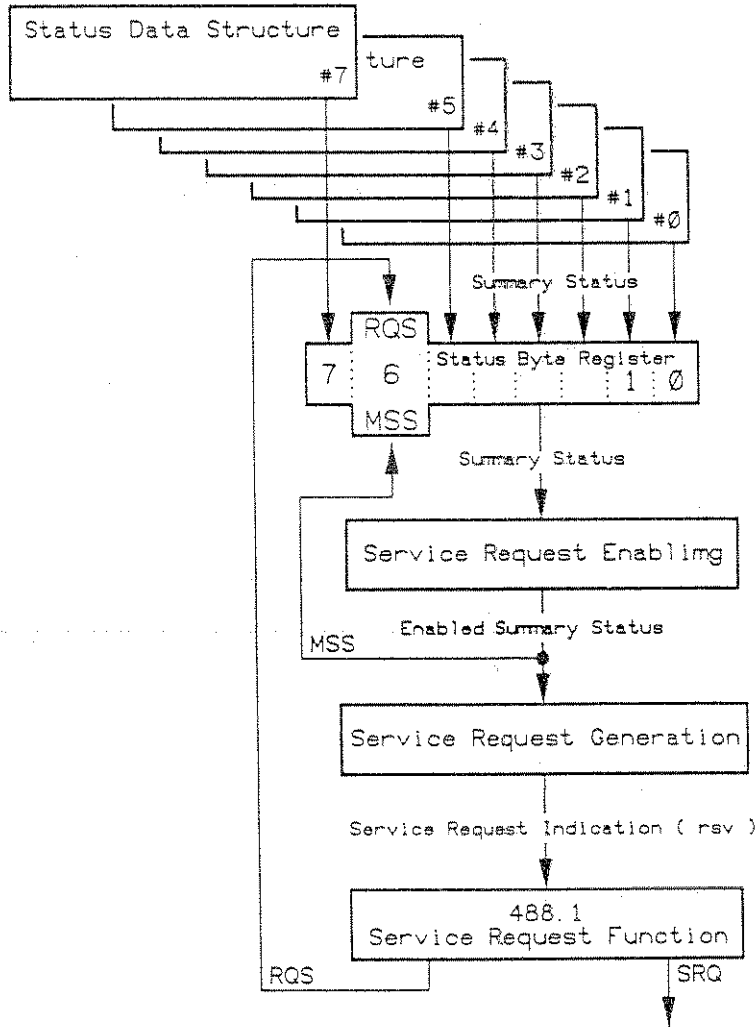 Status Data Structure
#7
ture
#5
#4
#3
#2
#1
#0
Summary Status
RQS
Status Byte Register
7 6 1 0
MSS
Summary Status
Service Request Enablimg
Enabled Summary Status
MSS
Service Request Generation
Service Request Indication ( rsv )
488.1
Service Request Function
RQS
SRQ